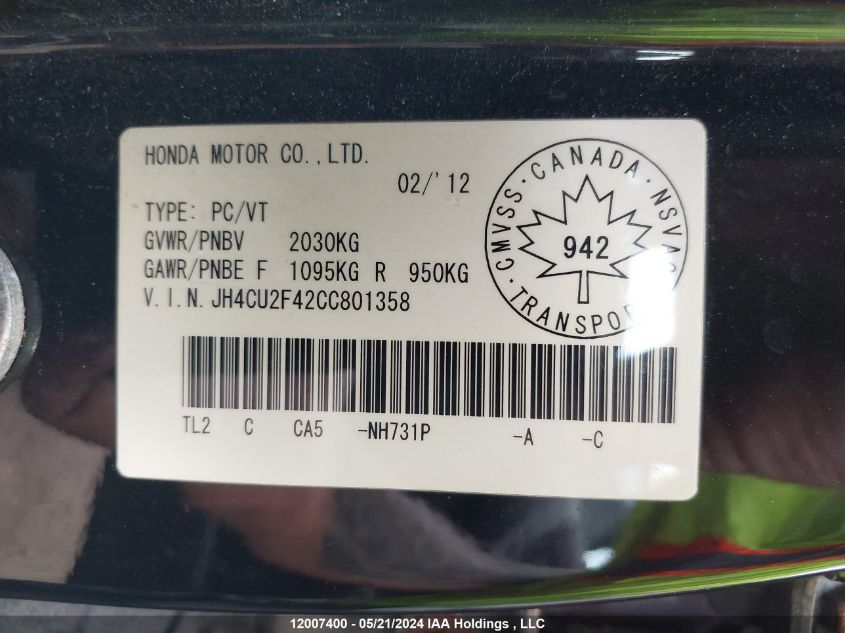 HONDA MOTOR CO.,LTD.
02/'12
TYPE: PC/VT
GVWR/PNBV 2030KG
GAWR/PNBE F 1095KG R 950KG
V.I.N. JH4CU2F42CC801358
CANADA · NSVAC · TRANSPORT · CMVSS ·
942
TL2 C CA5 -NH731P -A -C
12007400 - 05/21/2024 IAA Holdings, LLC